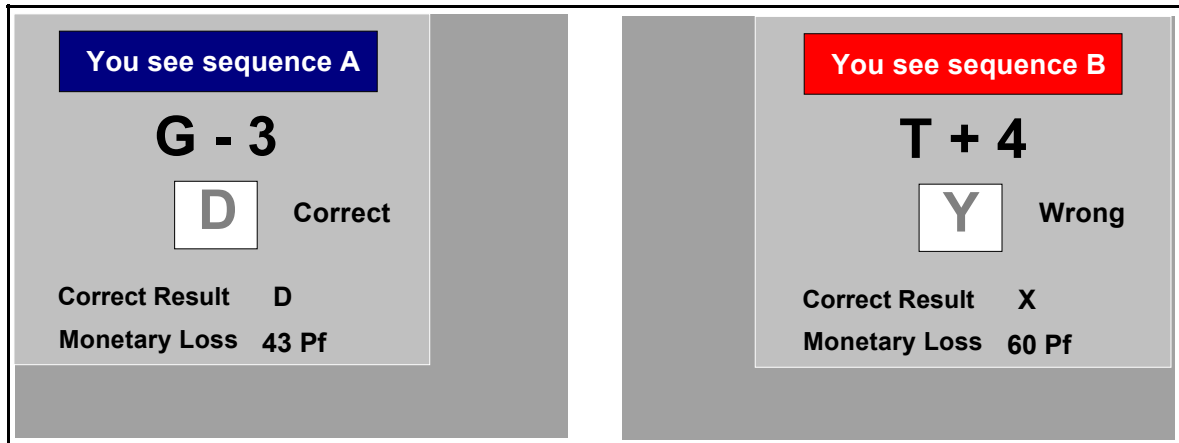 You see sequence A
G - 3
D Correct
Correct Result D
Monetary Loss 43 Pf
You see sequence B
T + 4
Y Wrong
Correct Result X
Monetary Loss 60 Pf